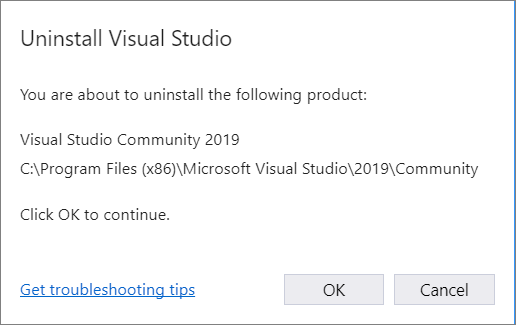 Uninstall Visual Studio
You are about to uninstall the following product:
Visual Studio Community 2019
C:\Program Files (x86)\Microsoft Visual Studio\2019\Community
Click OK to continue.
Get troubleshooting tips
OK
Cancel